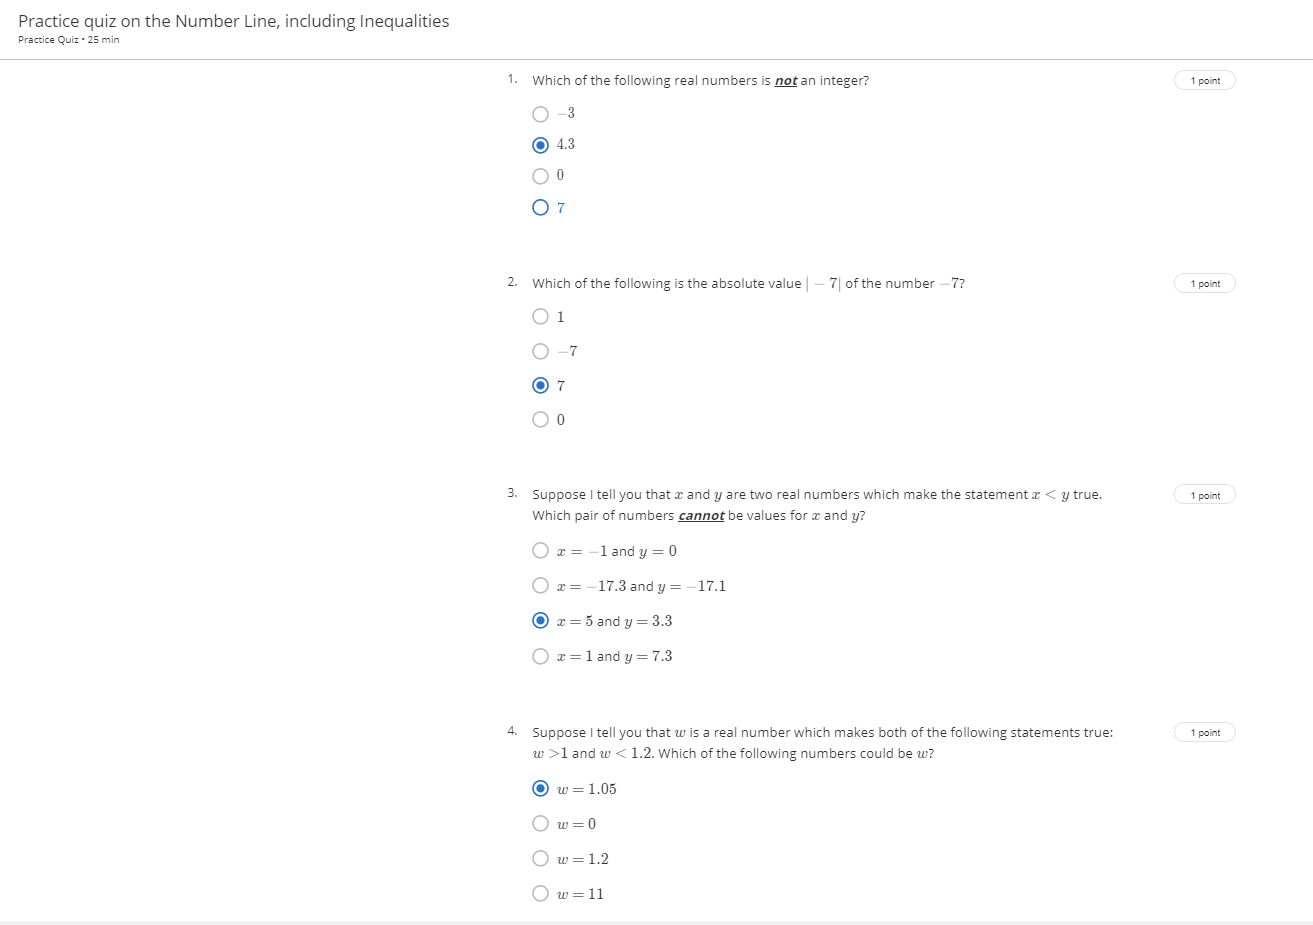 Practice quiz on the Number Line, including Inequalities
Practice Quiz • 25 min
1. Which of the following real numbers is not an integer?
1 point
−3
4.3
0
7
2. Which of the following is the absolute value | − 7| of the number −7?
1 point
1
−7
7
0
3. Suppose I tell you that x and y are two real numbers which make the statement x < y true.
1 point
Which pair of numbers cannot be values for x and y?
x = −1 and y = 0
x = −17.3 and y = −17.1
x = 5 and y = 3.3
x = 1 and y = 7.3
4. Suppose I tell you that w is a real number which makes both of the following statements true:
1 point
w >1 and w < 1.2. Which of the following numbers could be w?
w = 1.05
w = 0
w = 1.2
w = 11